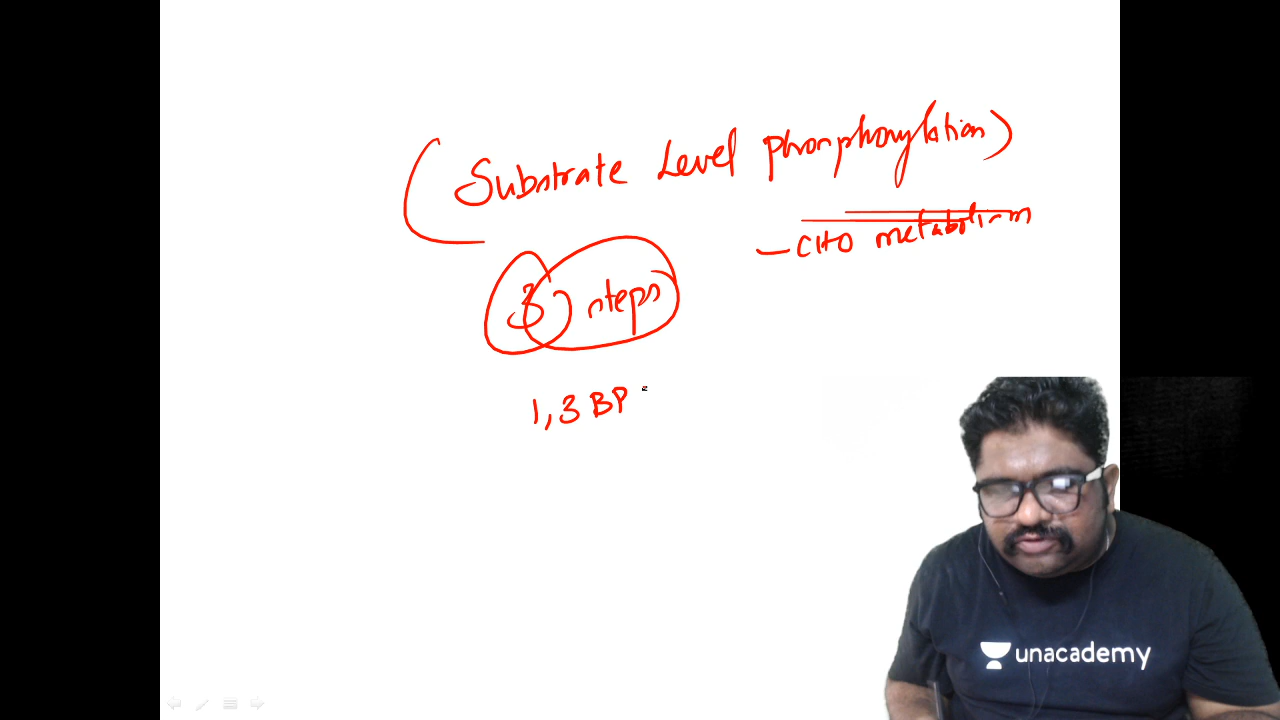 (Substrate Level phosphorylation)
– CHO metabolism
3 steps
1,3 BP
unacademy